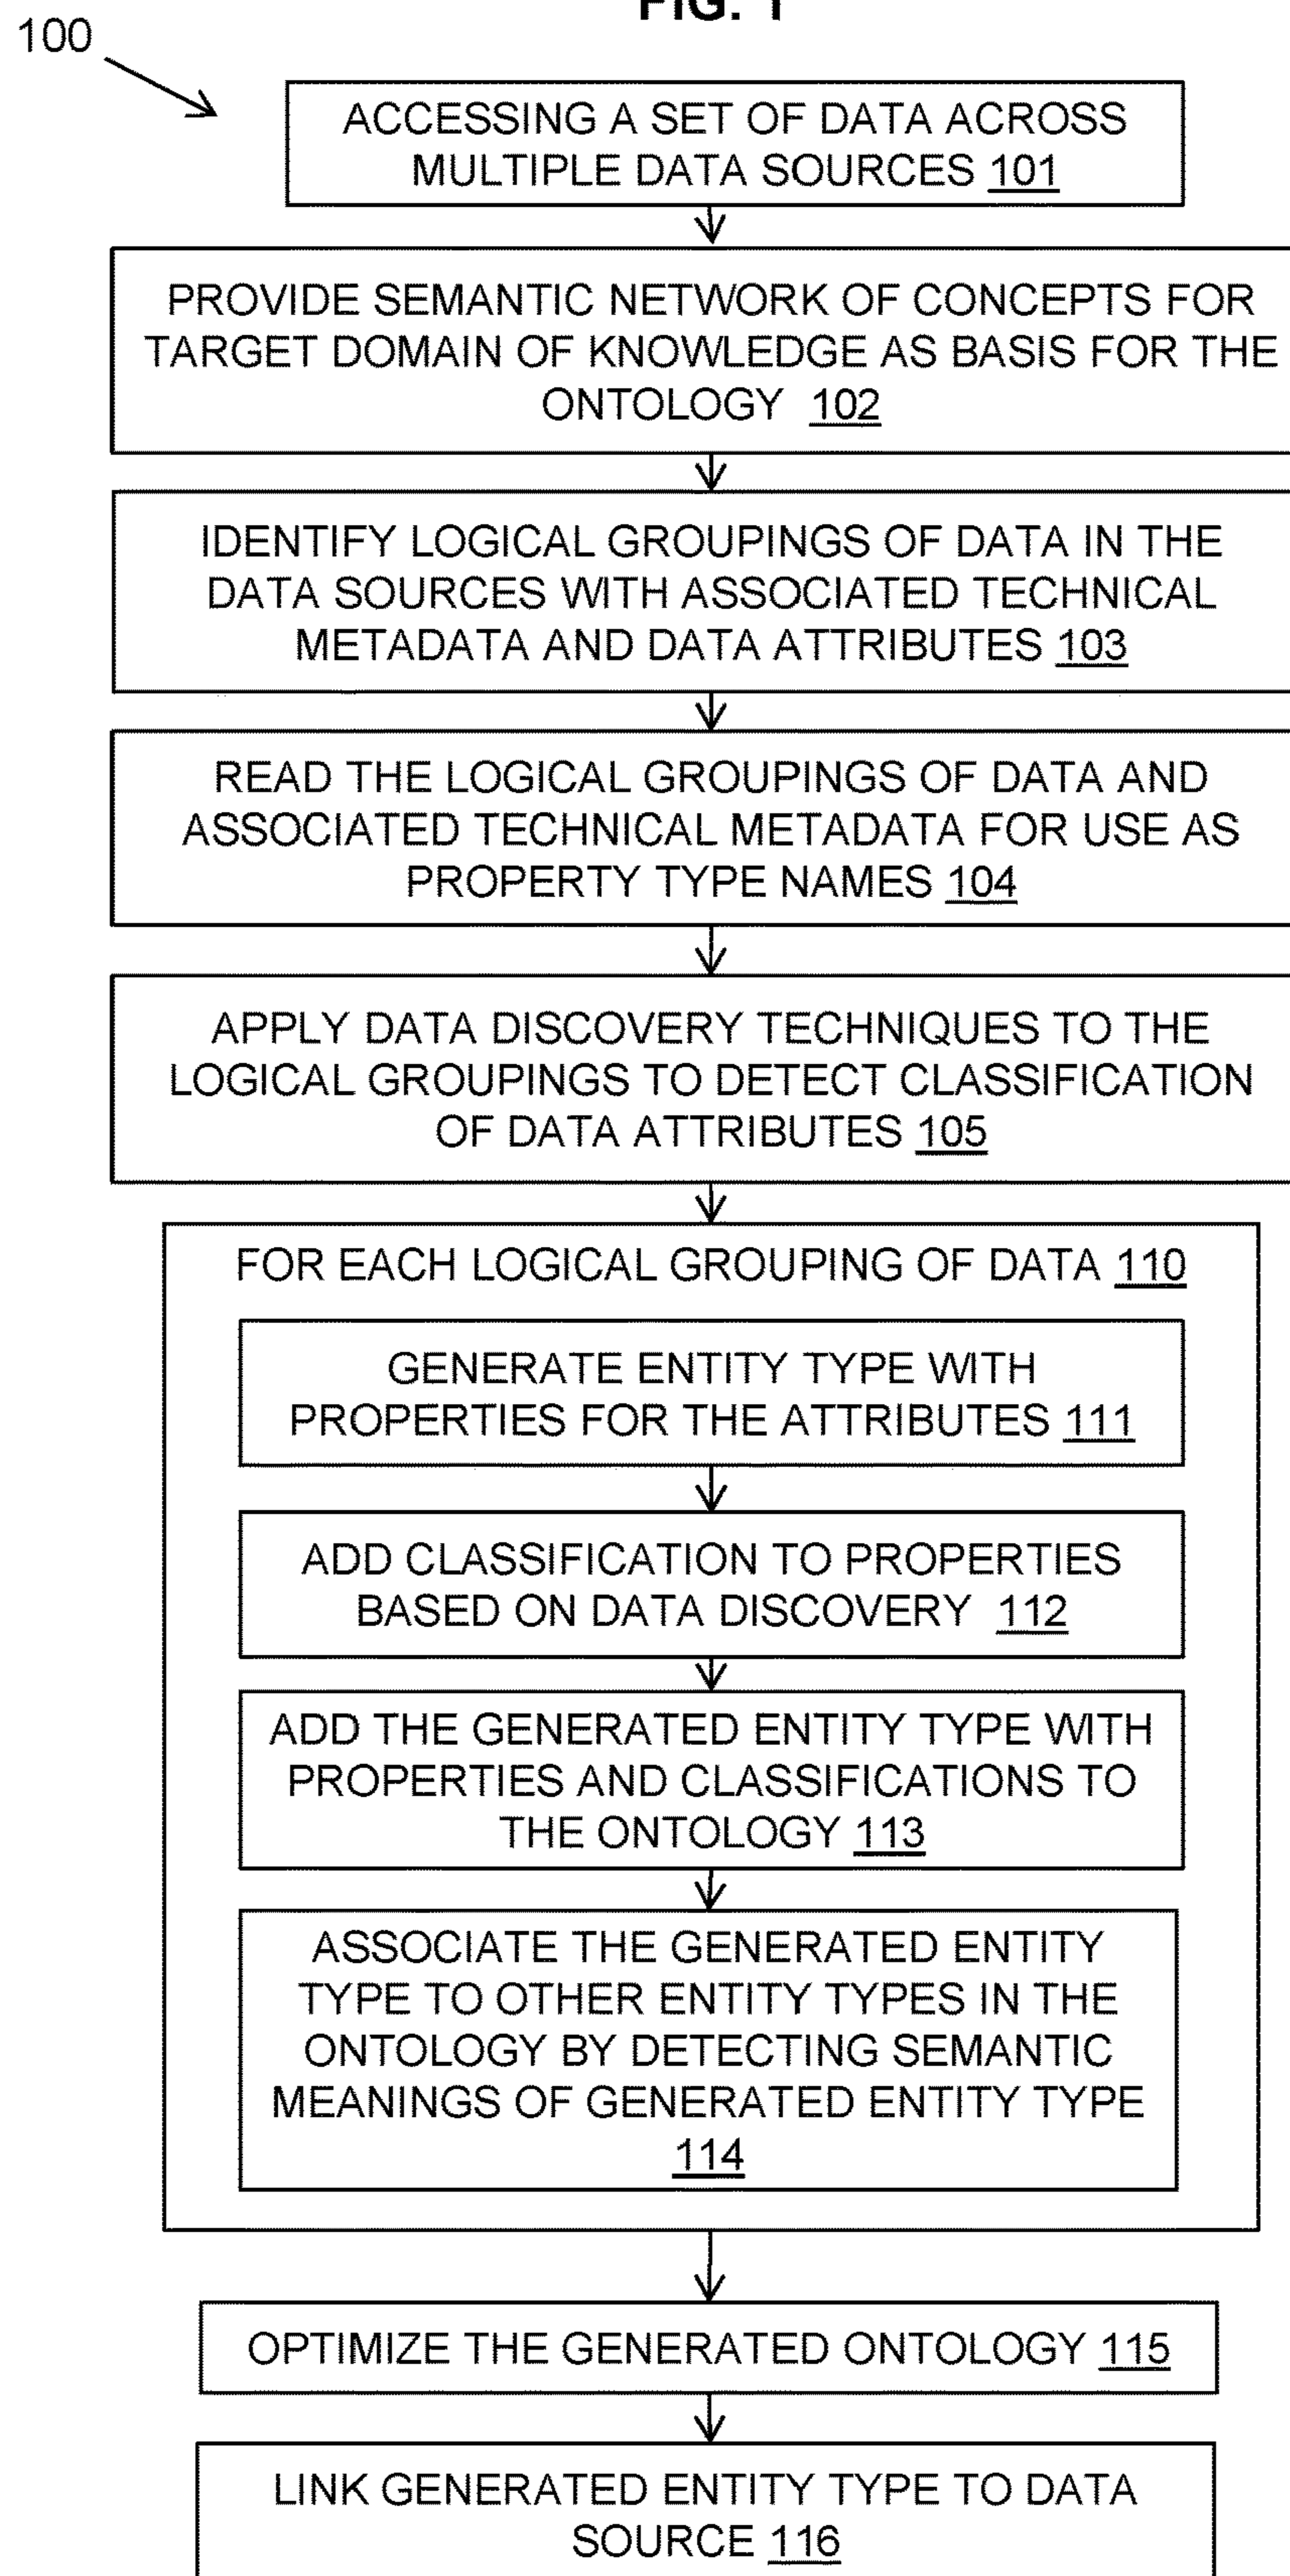 FIG. 1
100
ACCESSING A SET OF DATA ACROSS
MULTIPLE DATA SOURCES 101
PROVIDE SEMANTIC NETWORK OF CONCEPTS FOR
TARGET DOMAIN OF KNOWLEDGE AS BASIS FOR THE
ONTOLOGY 102
IDENTIFY LOGICAL GROUPINGS OF DATA IN THE
DATA SOURCES WITH ASSOCIATED TECHNICAL
METADATA AND DATA ATTRIBUTES 103
READ THE LOGICAL GROUPINGS OF DATA AND
ASSOCIATED TECHNICAL METADATA FOR USE AS
PROPERTY TYPE NAMES 104
APPLY DATA DISCOVERY TECHNIQUES TO THE
LOGICAL GROUPINGS TO DETECT CLASSIFICATION
OF DATA ATTRIBUTES 105
FOR EACH LOGICAL GROUPING OF DATA 110
GENERATE ENTITY TYPE WITH
PROPERTIES FOR THE ATTRIBUTES 111
ADD CLASSIFICATION TO PROPERTIES
BASED ON DATA DISCOVERY 112
ADD THE GENERATED ENTITY TYPE WITH
PROPERTIES AND CLASSIFICATIONS TO
THE ONTOLOGY 113
ASSOCIATE THE GENERATED ENTITY
TYPE TO OTHER ENTITY TYPES IN THE
ONTOLOGY BY DETECTING SEMANTIC
MEANINGS OF GENERATED ENTITY TYPE
114
OPTIMIZE THE GENERATED ONTOLOGY 115
LINK GENERATED ENTITY TYPE TO DATA
SOURCE 116